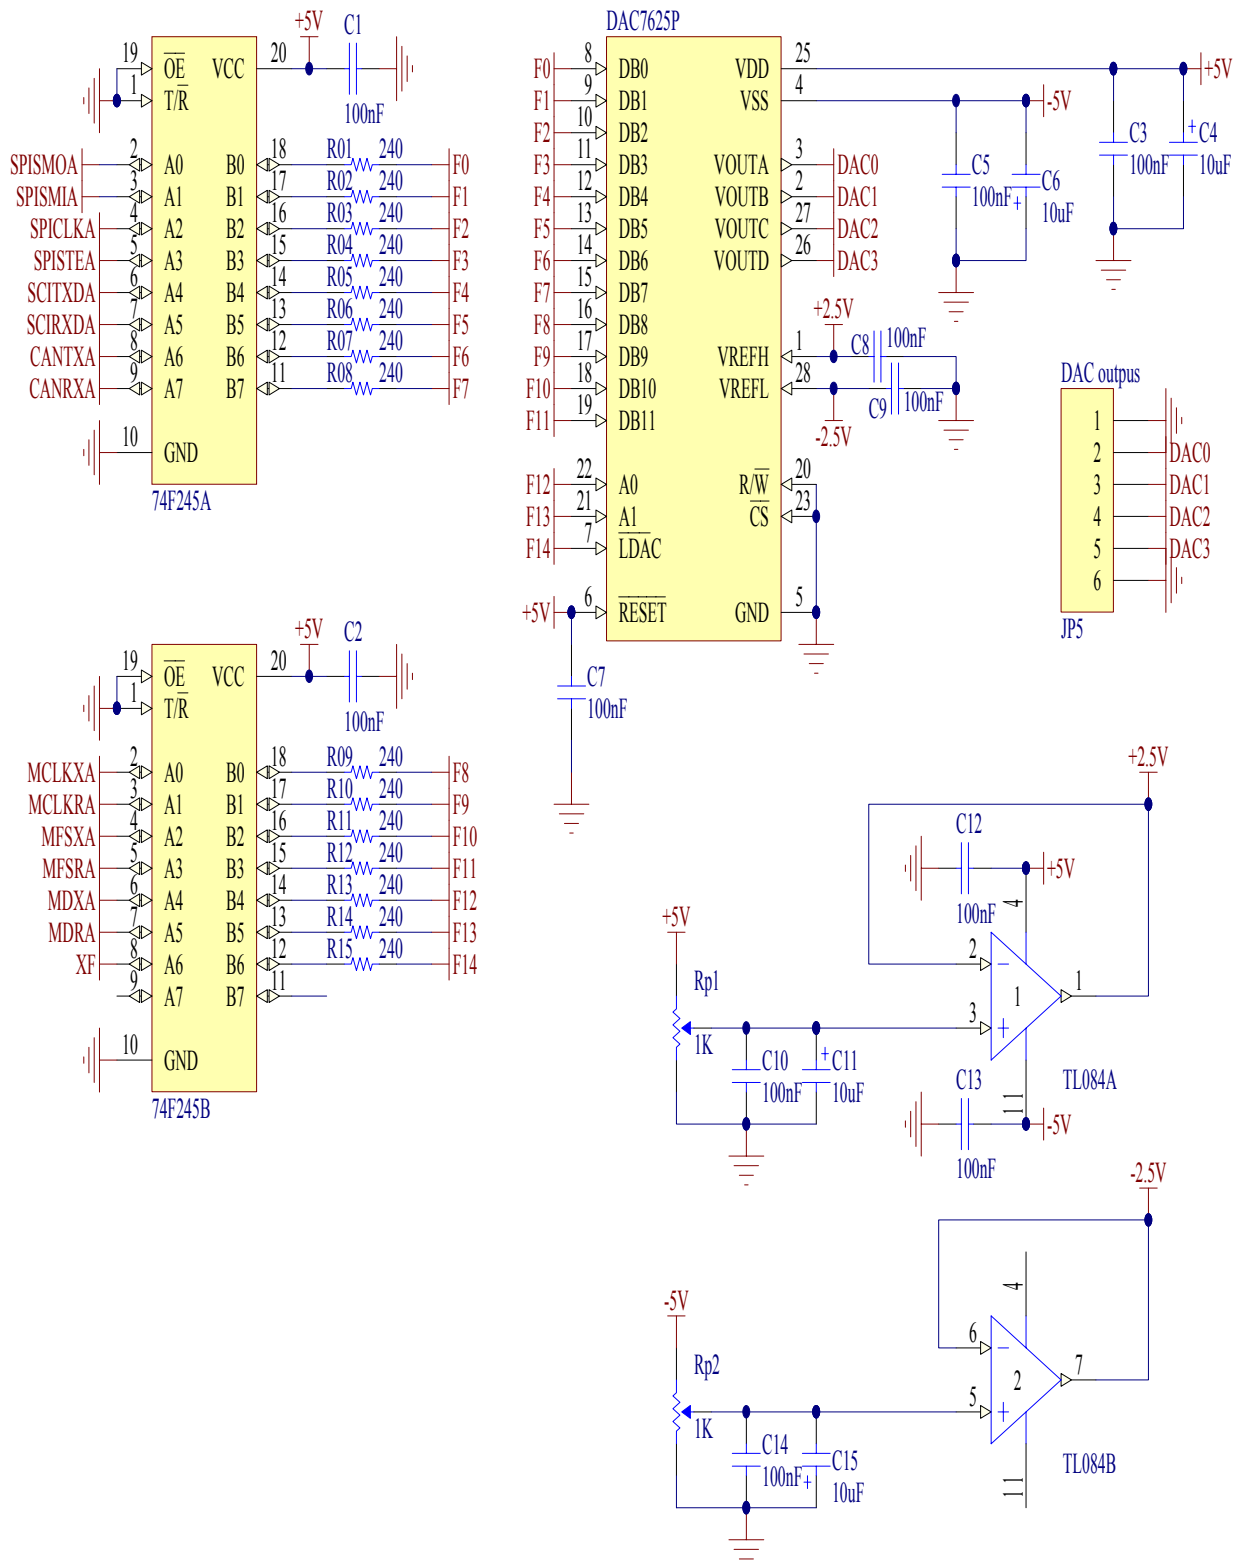 +5V
C1
19
OE
VCC
20
1
T/R
100nF
SPISMOA
2
A0
B0
18
R01
240
F0
SPISMIA
3
A1
B1
17
R02
240
F1
SPICLKA
4
A2
B2
16
R03
240
F2
SPISTEA
5
A3
B3
15
R04
240
F3
SCITXDA
6
A4
B4
14
R05
240
F4
SCIRXDA
7
A5
B5
13
R06
240
F5
CANTXA
8
A6
B6
12
R07
240
F6
CANRXA
9
A7
B7
11
R08
240
F7
10
GND
74F245A
DAC7625P
F0
8
DB0
VDD
25
+5V
F1
9
DB1
VSS
4
-5V
F2
10
DB2
F3
11
DB3
VOUTA
3
DAC0
F4
12
DB4
VOUTB
2
DAC1
F5
13
DB5
VOUTC
27
DAC2
F6
14
DB6
VOUTD
26
DAC3
F7
15
DB7
F8
16
DB8
F9
17
DB9
VREFH
1
F10
18
DB10
VREFL
28
F11
19
DB11
F12
22
A0
R/W
20
F13
21
A1
CS
23
F14
7
LDAC
+5V
6
RESET
GND
5
C7
100nF
C3
100nF
+
C4
10uF
C5
100nF
+
C6
10uF
+2.5V
C8
100nF
C9
100nF
-2.5V
DAC outpus
1
2
DAC0
3
DAC1
4
DAC2
5
DAC3
6
JP5
+5V
C2
19
OE
VCC
20
1
T/R
100nF
MCLKXA
2
A0
B0
18
R09
240
F8
MCLKRA
3
A1
B1
17
R10
240
F9
MFSXA
4
A2
B2
16
R11
240
F10
MFSRA
5
A3
B3
15
R12
240
F11
MDXA
6
A4
B4
14
R13
240
F12
MDRA
7
A5
B5
13
R14
240
F13
XF
8
A6
B6
12
R15
240
F14
9
A7
B7
11
10
GND
74F245B
+2.5V
C12
100nF
+5V
4
+5V
Rp1
1K
2
−
1
1
3
+
C10
100nF
+
C11
10uF
C13
100nF
11
-5V
TL084A
-2.5V
4
-5V
Rp2
1K
6
−
2
7
5
+
C14
100nF
+
C15
10uF
11
TL084B